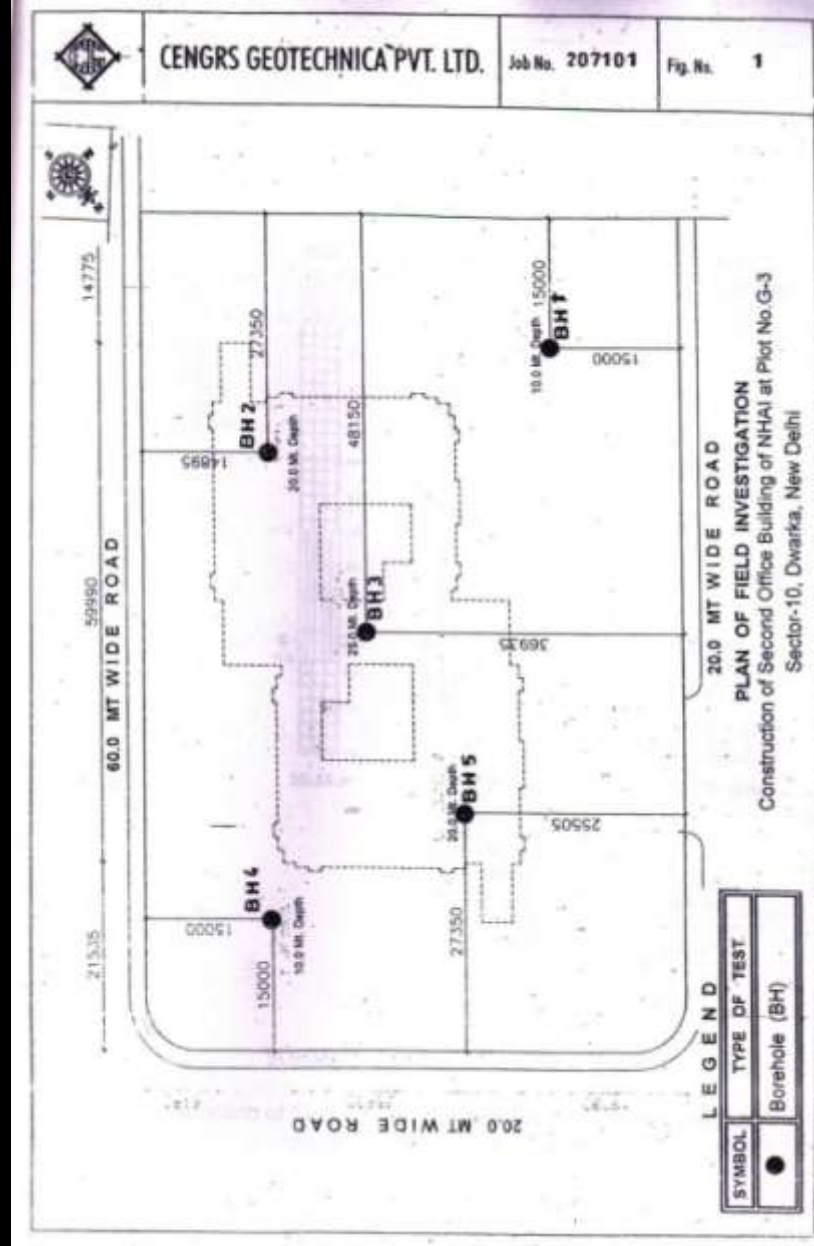 CENGRS GEOTECHNICA PVT. LTD.
Job No. 207101
Fig. No. 1
21535
59990
14775
60.0 MT WIDE ROAD
15000
BH4
10.0 Mt. Depth
15000
14895
BH2
20.0 Mt. Depth
27350
48150
BH3
25.0 Mt. Depth
36935
10.0 Mt. Depth
15000
BH1
15000
BH5
20.0 Mt. Depth
27350
25505
20.0 MT WIDE ROAD
20.0 MT WIDE ROAD
PLAN OF FIELD INVESTIGATION
Construction of Second Office Building of NHAI at Plot No.G-3
Sector-10, Dwarka, New Delhi
LEGEND
SYMBOL
TYPE OF TEST
Borehole (BH)